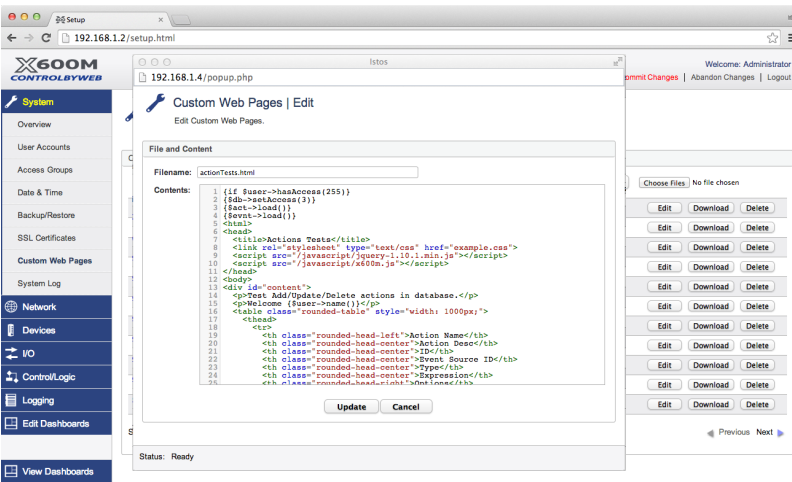 Setup
192.168.1.2/setup.html
X600M
CONTROLBYWEB
Welcome: Administrator
ommit Changes | Abandon Changes | Logout
System
Overview
User Accounts
Access Groups
Date & Time
Backup/Restore
SSL Certificates
Custom Web Pages
System Log
Network
Devices
I/O
Control/Logic
Logging
Edit Dashboards
View Dashboards
Istos
192.168.1.4/popup.php
Custom Web Pages | Edit
Edit Custom Web Pages.
File and Content
Filename: actionTests.html
Contents:
1 {if $user->hasAccess(255)}
2 {$db->setAccess(3)}
3 {$act->load()}
4 {$evnt->load()}
5 <html>
6 <head>
7 <title>Actions Tests</title>
8 <link rel="stylesheet" type="text/css" href="example.css">
9 <script src="/javascript/jquery-1.10.1.min.js"></script>
10 <script src="/javascript/x600m.js"></script>
11 </head>
12 <body>
13 <div id="content">
14 <p>Test Add/Update/Delete actions in database.</p>
15 <p>Welcome {$user->name()}</p>
16 <table class="rounded-table" style="width: 1000px;">
17 <thead>
18 <tr>
19 <th class="rounded-head-left">Action Name</th>
20 <th class="rounded-head-center">Action Desc</th>
21 <th class="rounded-head-center">ID</th>
22 <th class="rounded-head-center">Event Source ID</th>
23 <th class="rounded-head-center">Type</th>
24 <th class="rounded-head-center">Expression</th>
25 <th class="rounded-head-right">Options</th>
Update Cancel
Status: Ready
Choose Files No file chosen
Edit Download Delete
Edit Download Delete
Edit Download Delete
Edit Download Delete
Edit Download Delete
Edit Download Delete
Edit Download Delete
Edit Download Delete
Edit Download Delete
Edit Download Delete
Edit Download Delete
Previous Next